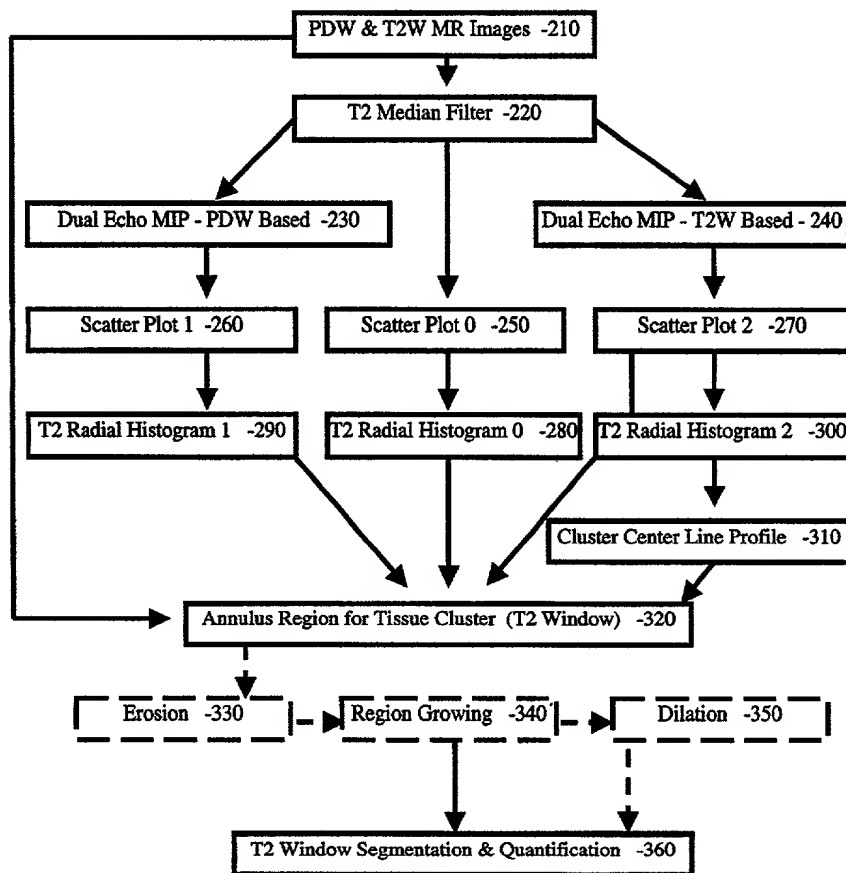 PDW & T2W MR Images -210
T2 Median Filter -220
Dual Echo MIP - PDW Based -230
Dual Echo MIP - T2W Based - 240
Scatter Plot 1 -260
Scatter Plot 0 -250
Scatter Plot 2 -270
T2 Radial Histogram 1 -290
T2 Radial Histogram 0 -280
T2 Radial Histogram 2 -300
Cluster Center Line Profile -310
Annulus Region for Tissue Cluster (T2 Window) -320
Erosion -330
Region Growing -340
Dilation -350
T2 Window Segmentation & Quantification -360